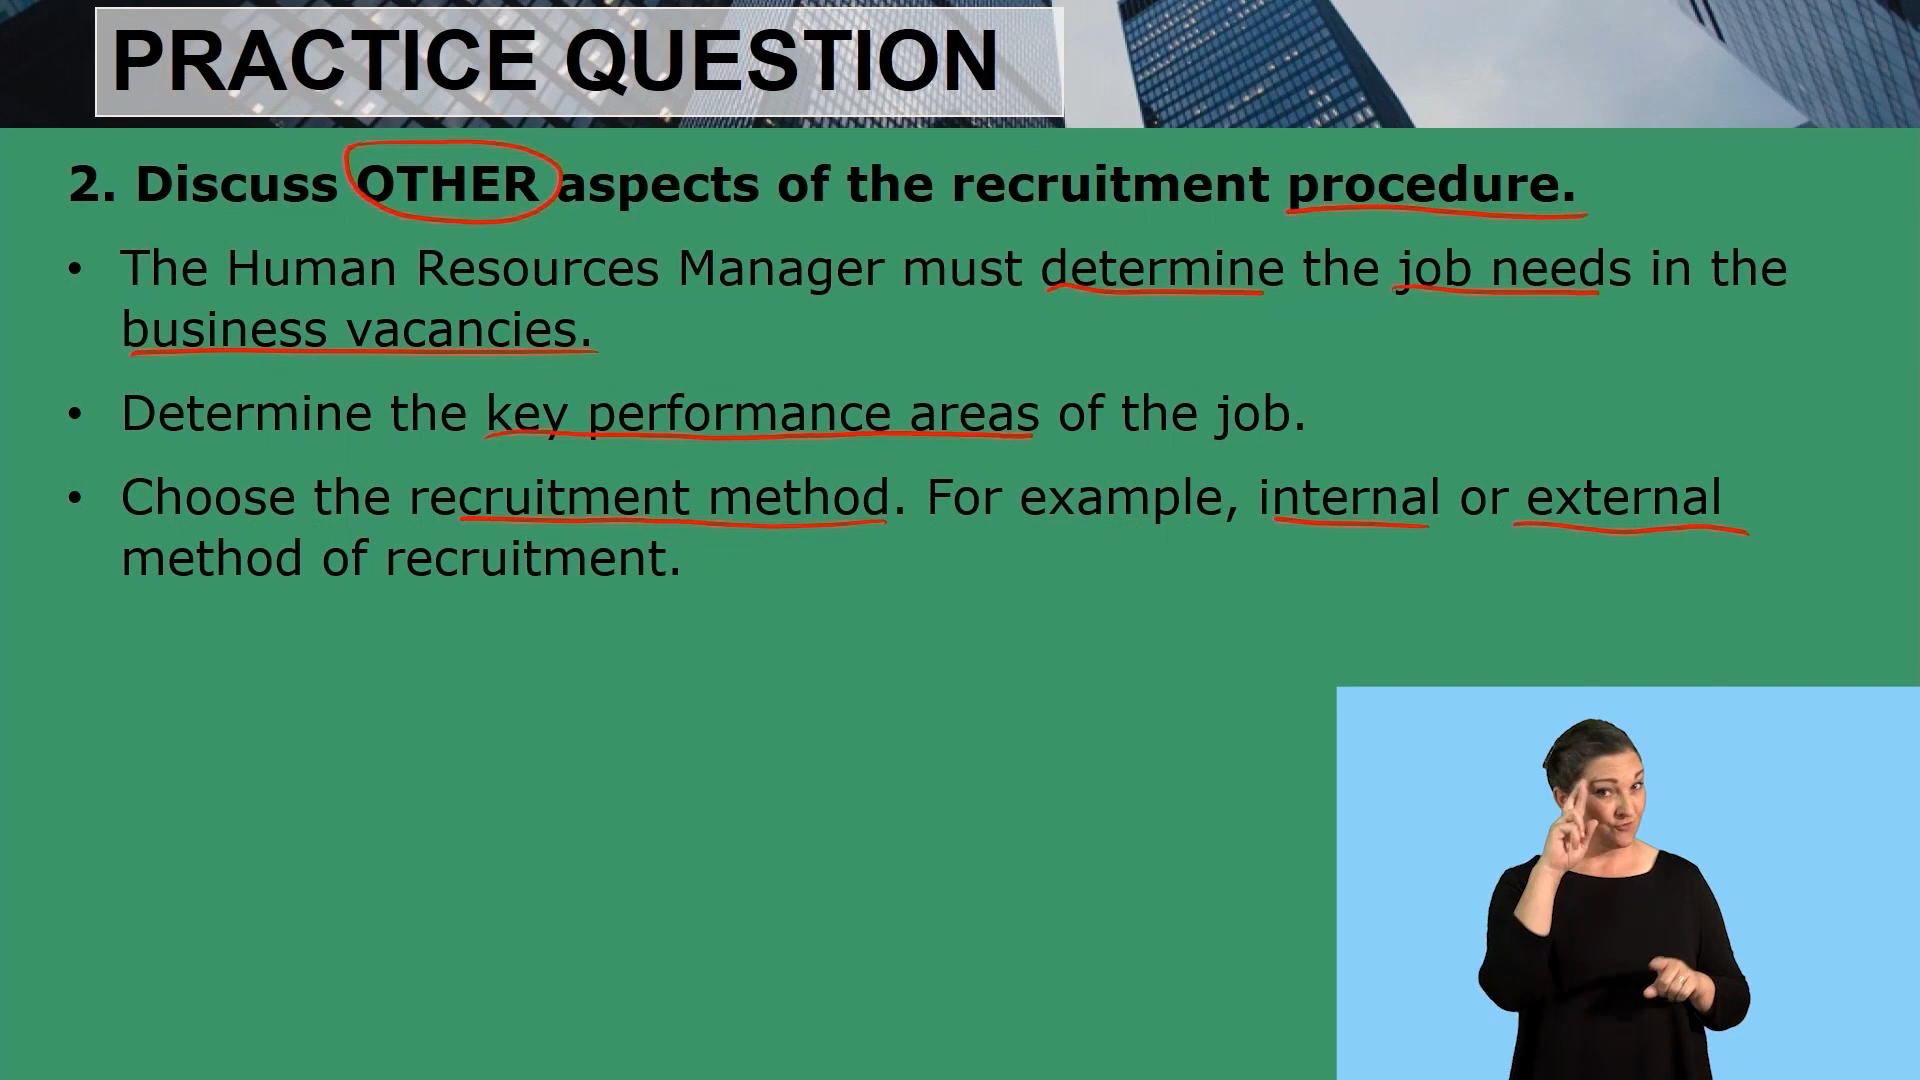 PRACTICE QUESTION
2. Discuss OTHER aspects of the recruitment procedure.
• The Human Resources Manager must determine the job needs in the
business vacancies.
• Determine the key performance areas of the job.
• Choose the recruitment method. For example, internal or external
method of recruitment.